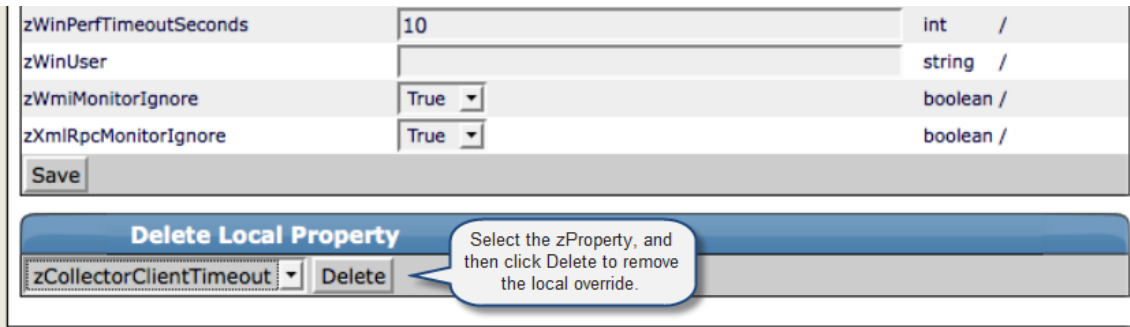 zWinPerfTimeoutSeconds 10 int /
zWinUser string /
zWmiMonitorIgnore True boolean /
zXmlRpcMonitorIgnore True boolean /
Save
Delete Local Property
zCollectorClientTimeout Delete
Select the zProperty, and
then click Delete to remove
the local override.